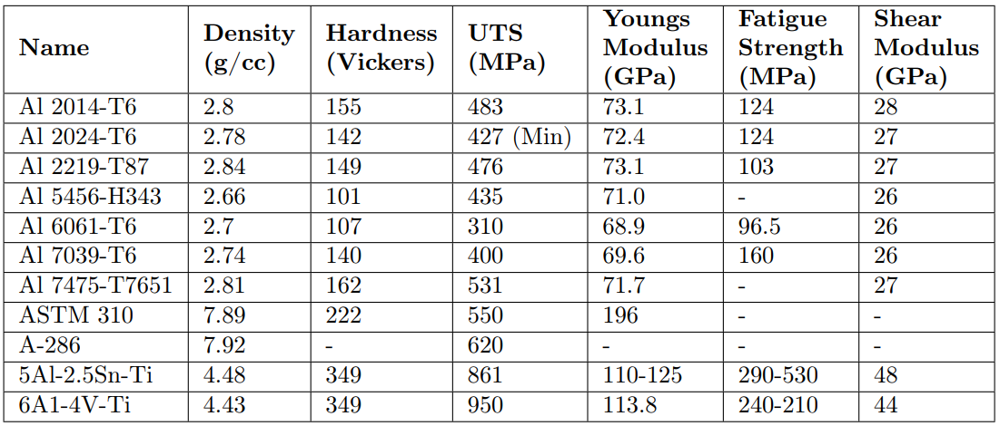 Name Density (g/cc) Hardness (Vickers) UTS (MPa) Youngs Modulus (GPa) Fatigue Strength (MPa) Shear Modulus (GPa)
Al 2014-T6 2.8 155 483 73.1 124 28
Al 2024-T6 2.78 142 427 (Min) 72.4 124 27
Al 2219-T87 2.84 149 476 73.1 103 27
Al 5456-H343 2.66 101 435 71.0 - 26
Al 6061-T6 2.7 107 310 68.9 96.5 26
Al 7039-T6 2.74 140 400 69.6 160 26
Al 7475-T7651 2.81 162 531 71.7 - 27
ASTM 310 7.89 222 550 196 - -
A-286 7.92 - 620 - - -
5Al-2.5Sn-Ti 4.48 349 861 110-125 290-530 48
6A1-4V-Ti 4.43 349 950 113.8 240-210 44